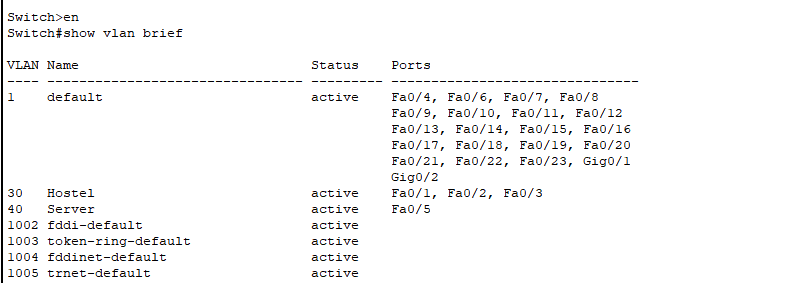 Switch>en
Switch#show vlan brief
VLAN Name                             Status    Ports
---- -------------------------------- --------- -------------------------------
1    default                          active    Fa0/4, Fa0/6, Fa0/7, Fa0/8
                                                Fa0/9, Fa0/10, Fa0/11, Fa0/12
                                                Fa0/13, Fa0/14, Fa0/15, Fa0/16
                                                Fa0/17, Fa0/18, Fa0/19, Fa0/20
                                                Fa0/21, Fa0/22, Fa0/23, Gig0/1
                                                Gig0/2
30   Hostel                           active    Fa0/1, Fa0/2, Fa0/3
40   Server                           active    Fa0/5
1002 fddi-default                     active
1003 token-ring-default               active
1004 fddinet-default                  active
1005 trnet-default                    active